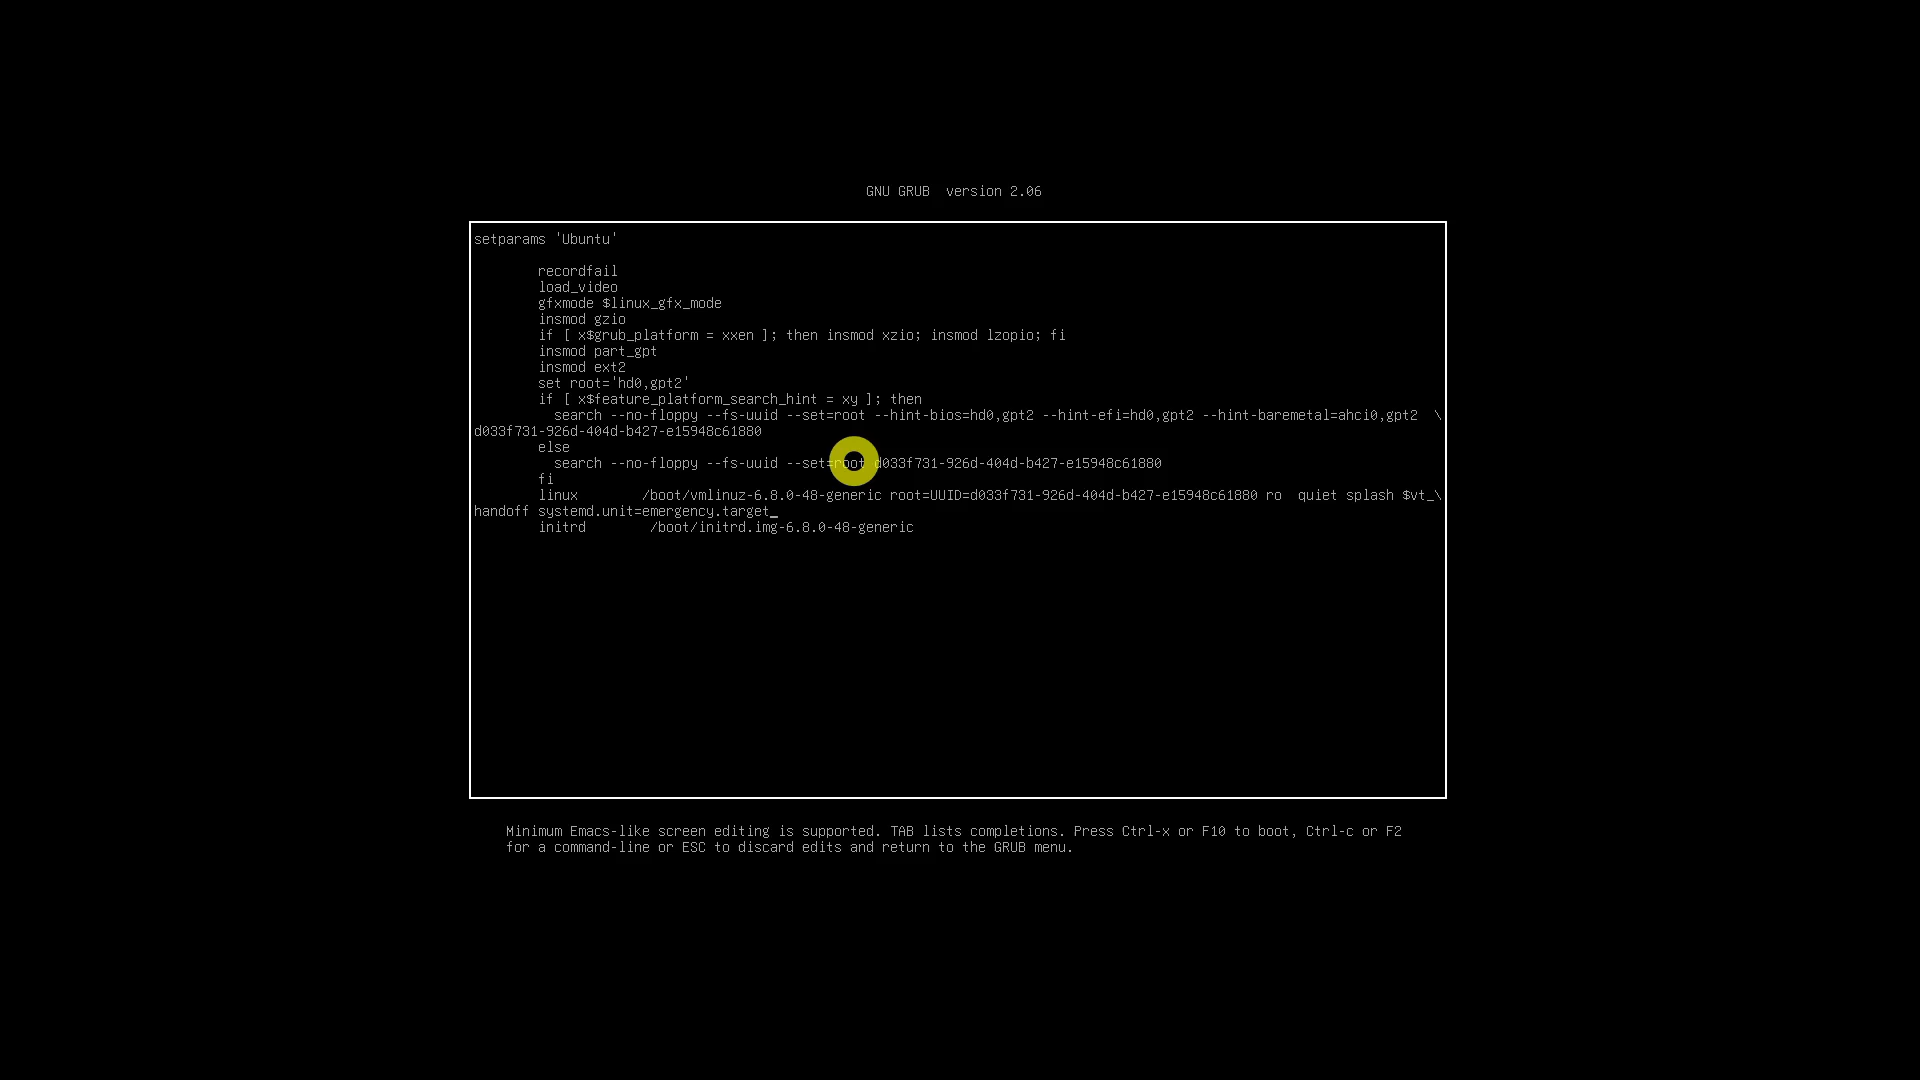 GNU GRUB  version 2.06
setparams 'Ubuntu'
recordfail
load_video
gfxmode $linux_gfx_mode
insmod gzio
if [ x$grub_platform = xxen ]; then insmod xzio; insmod lzopio; fi
insmod part_gpt
insmod ext2
set root='hd0,gpt2'
if [ x$feature_platform_search_hint = xy ]; then
search --no-floppy --fs-uuid --set=root --hint-bios=hd0,gpt2 --hint-efi=hd0,gpt2 --hint-baremetal=ahci0,gpt2  \
d033f731-926d-404d-b427-e15948c61880
else
search --no-floppy --fs-uuid --set=root d033f731-926d-404d-b427-e15948c61880
fi
linux        /boot/vmlinuz-6.8.0-48-generic root=UUID=d033f731-926d-404d-b427-e15948c61880 ro  quiet splash $vt_\
handoff systemd.unit=emergency.target_
initrd        /boot/initrd.img-6.8.0-48-generic
Minimum Emacs-like screen editing is supported. TAB lists completions. Press Ctrl-x or F10 to boot, Ctrl-c or F2
for a command-line or ESC to discard edits and return to the GRUB menu.